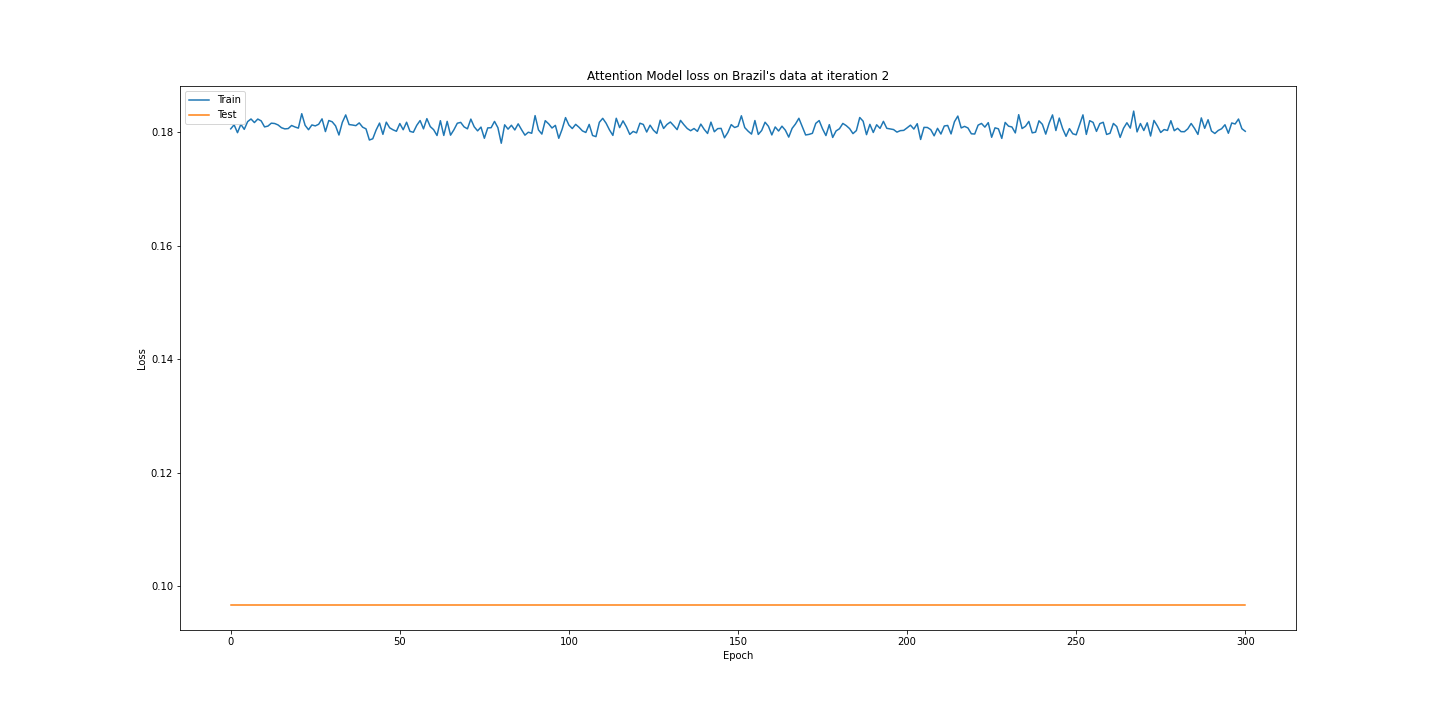 Attention Model loss on Brazil's data at iteration 2
Train
Test
0.18
0.16
0.14
0.12
0.10
Loss
0 50 100 150 200 250 300
Epoch